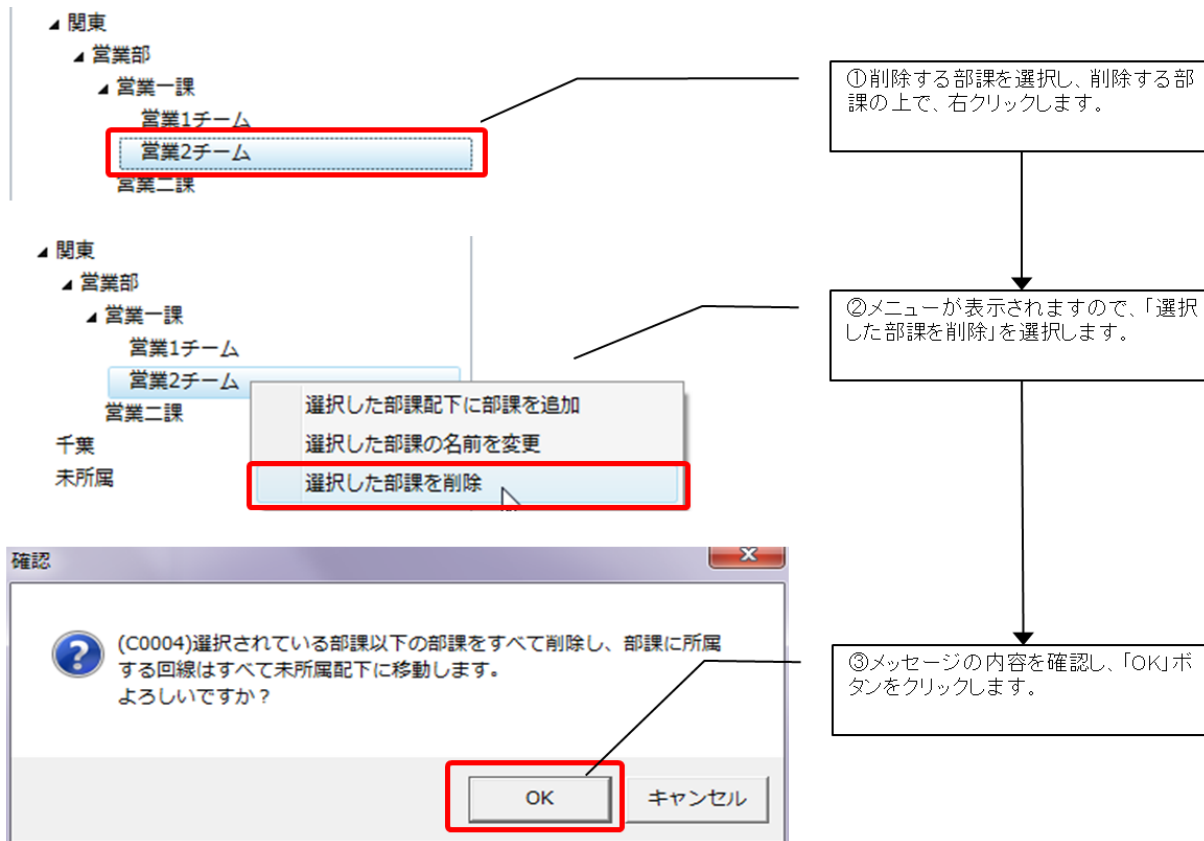 関東
営業部
営業一課
営業1チーム
営業2チーム
営業二課
①削除する部課を選択し、削除する部
課の上で、右クリックします。
関東
営業部
営業一課
営業1チーム
営業2チーム
営業二課
千葉
未所属
選択した部課配下に部課を追加
選択した部課の名前を変更
選択した部課を削除
②メニューが表示されますので、「選択
した部課を削除」を選択します。
確認
(C0004)選択されている部課以下の部課をすべて削除し、部課に所属
する回線はすべて未所属配下に移動します。
よろしいですか？
OK
キャンセル
③メッセージの内容を確認し、「OK」ボ
タンをクリックします。